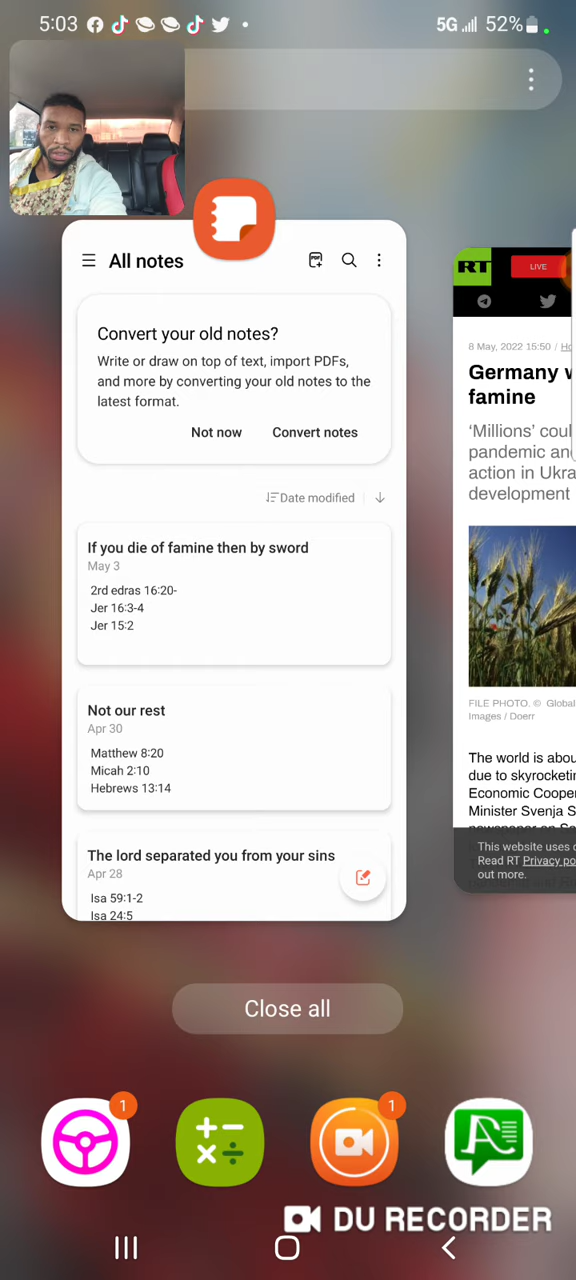 5:03
5G 52%
All notes
PDF
Convert your old notes?
Write or draw on top of text, import PDFs,
and more by converting your old notes to the
latest format.
Not now Convert notes
Date modified
If you die of famine then by sword
May 3
2rd edras 16:20-
Jer 16:3-4
Jer 15:2
Not our rest
Apr 30
Matthew 8:20
Micah 2:10
Hebrews 13:14
The lord separated you from your sins
Apr 28
Isa 59:1-2
Isa 24:5
RT LIVE
8 May, 2022 15:50 / Ho
Germany w
famine
‘Millions’ coul
pandemic an
action in Ukra
development
FILE PHOTO. © Global
Images / Doerr
The world is abou
due to skyrocketin
Economic Cooper
Minister Svenja S
This website uses c
Read RT Privacy po
out more.
Close all
1
1
DU RECORDER